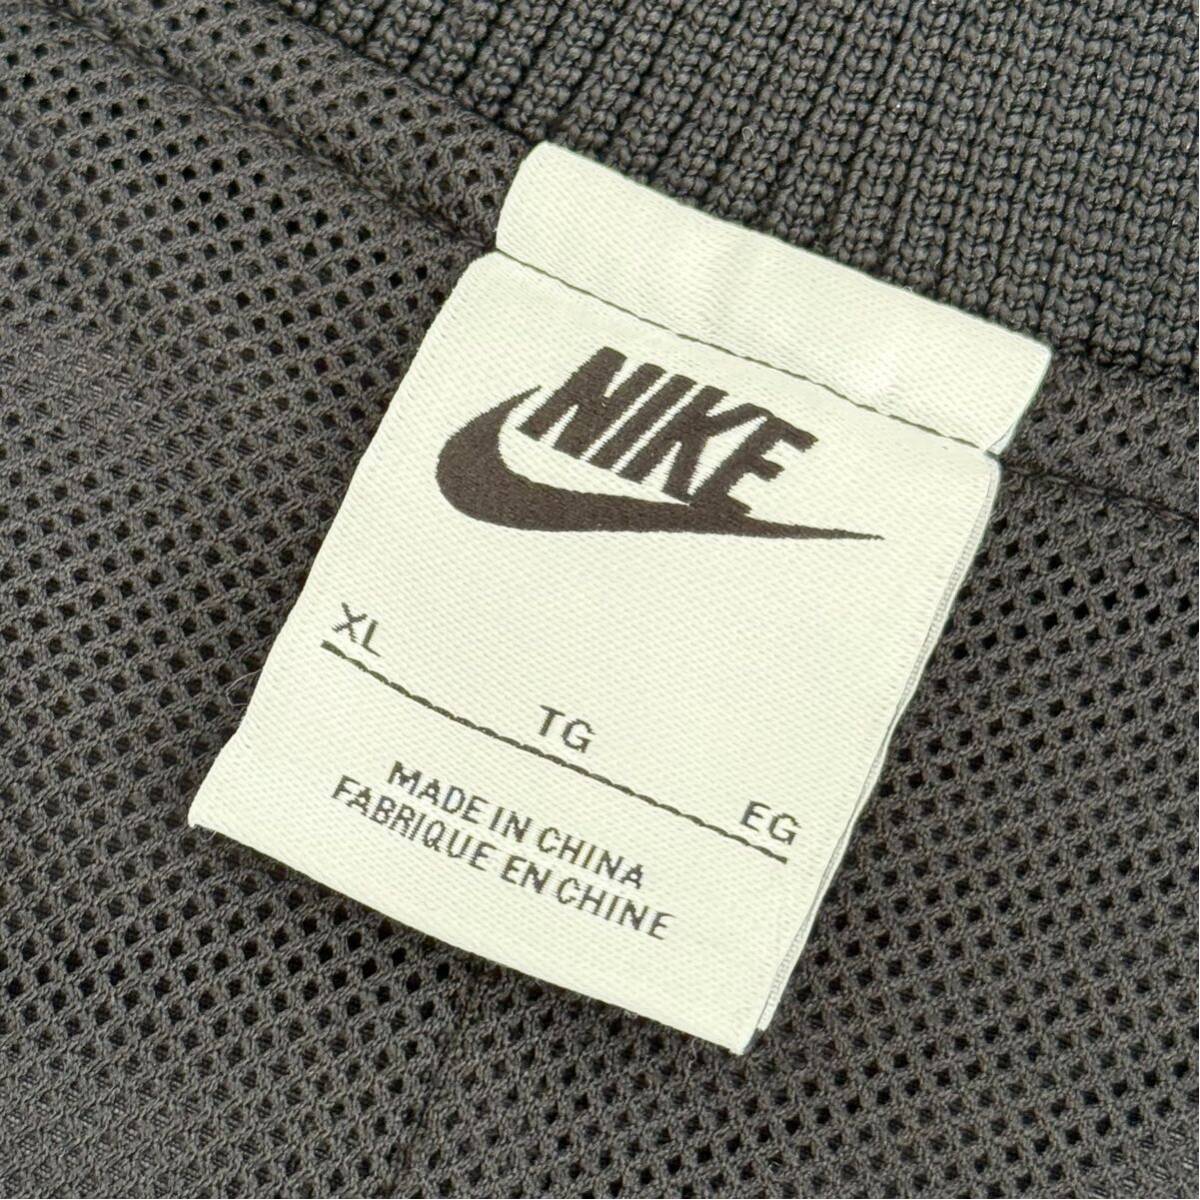 NIKE
XL
TG
EG
MADE IN CHINA
FABRIQUE EN CHINE